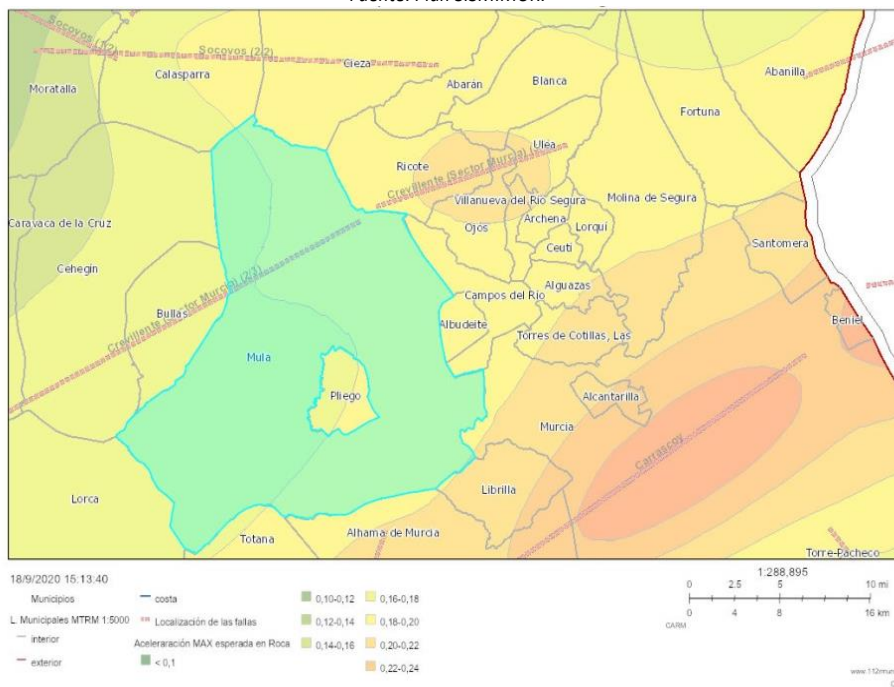 Socovos (1/2)
Socovos (2/2)
Cieza
Calasparra
Moratalla
Abarán
Blanca
Abanilla
Fortuna
Ulea
Ricote
Crevillente (Sector Murcia)
Villanueva del Río Segura
Molina de Segura
Caravaca de la Cruz
Archena
Lorquí
Ojós
Ceutí
Santomera
Cehegín
Crevillente (Sector Murcia) (2/3)
Alguazas
Campos del Río
Bullas
Albudeite
Beniel
Torres de Cotillas, Las
Mula
Pliego
Alcantarilla
Murcia
Carrascoy
Librilla
Lorca
Alhama de Murcia
Totana
Torre-Pacheco
18/9/2020 15:13:40
1:288,895
Municipios
costa
0,10-0,12
0,16-0,18
0 2.5 5 10 mi
L. Municipales MTRM 1:5000
Localización de las fallas
0,12-0,14
0,18-0,20
0 4 8 16 km
interior
Aceleraración MAX esperada en Roca
0,14-0,16
0,20-0,22
CARM
exterior
< 0,1
0,22-0,24